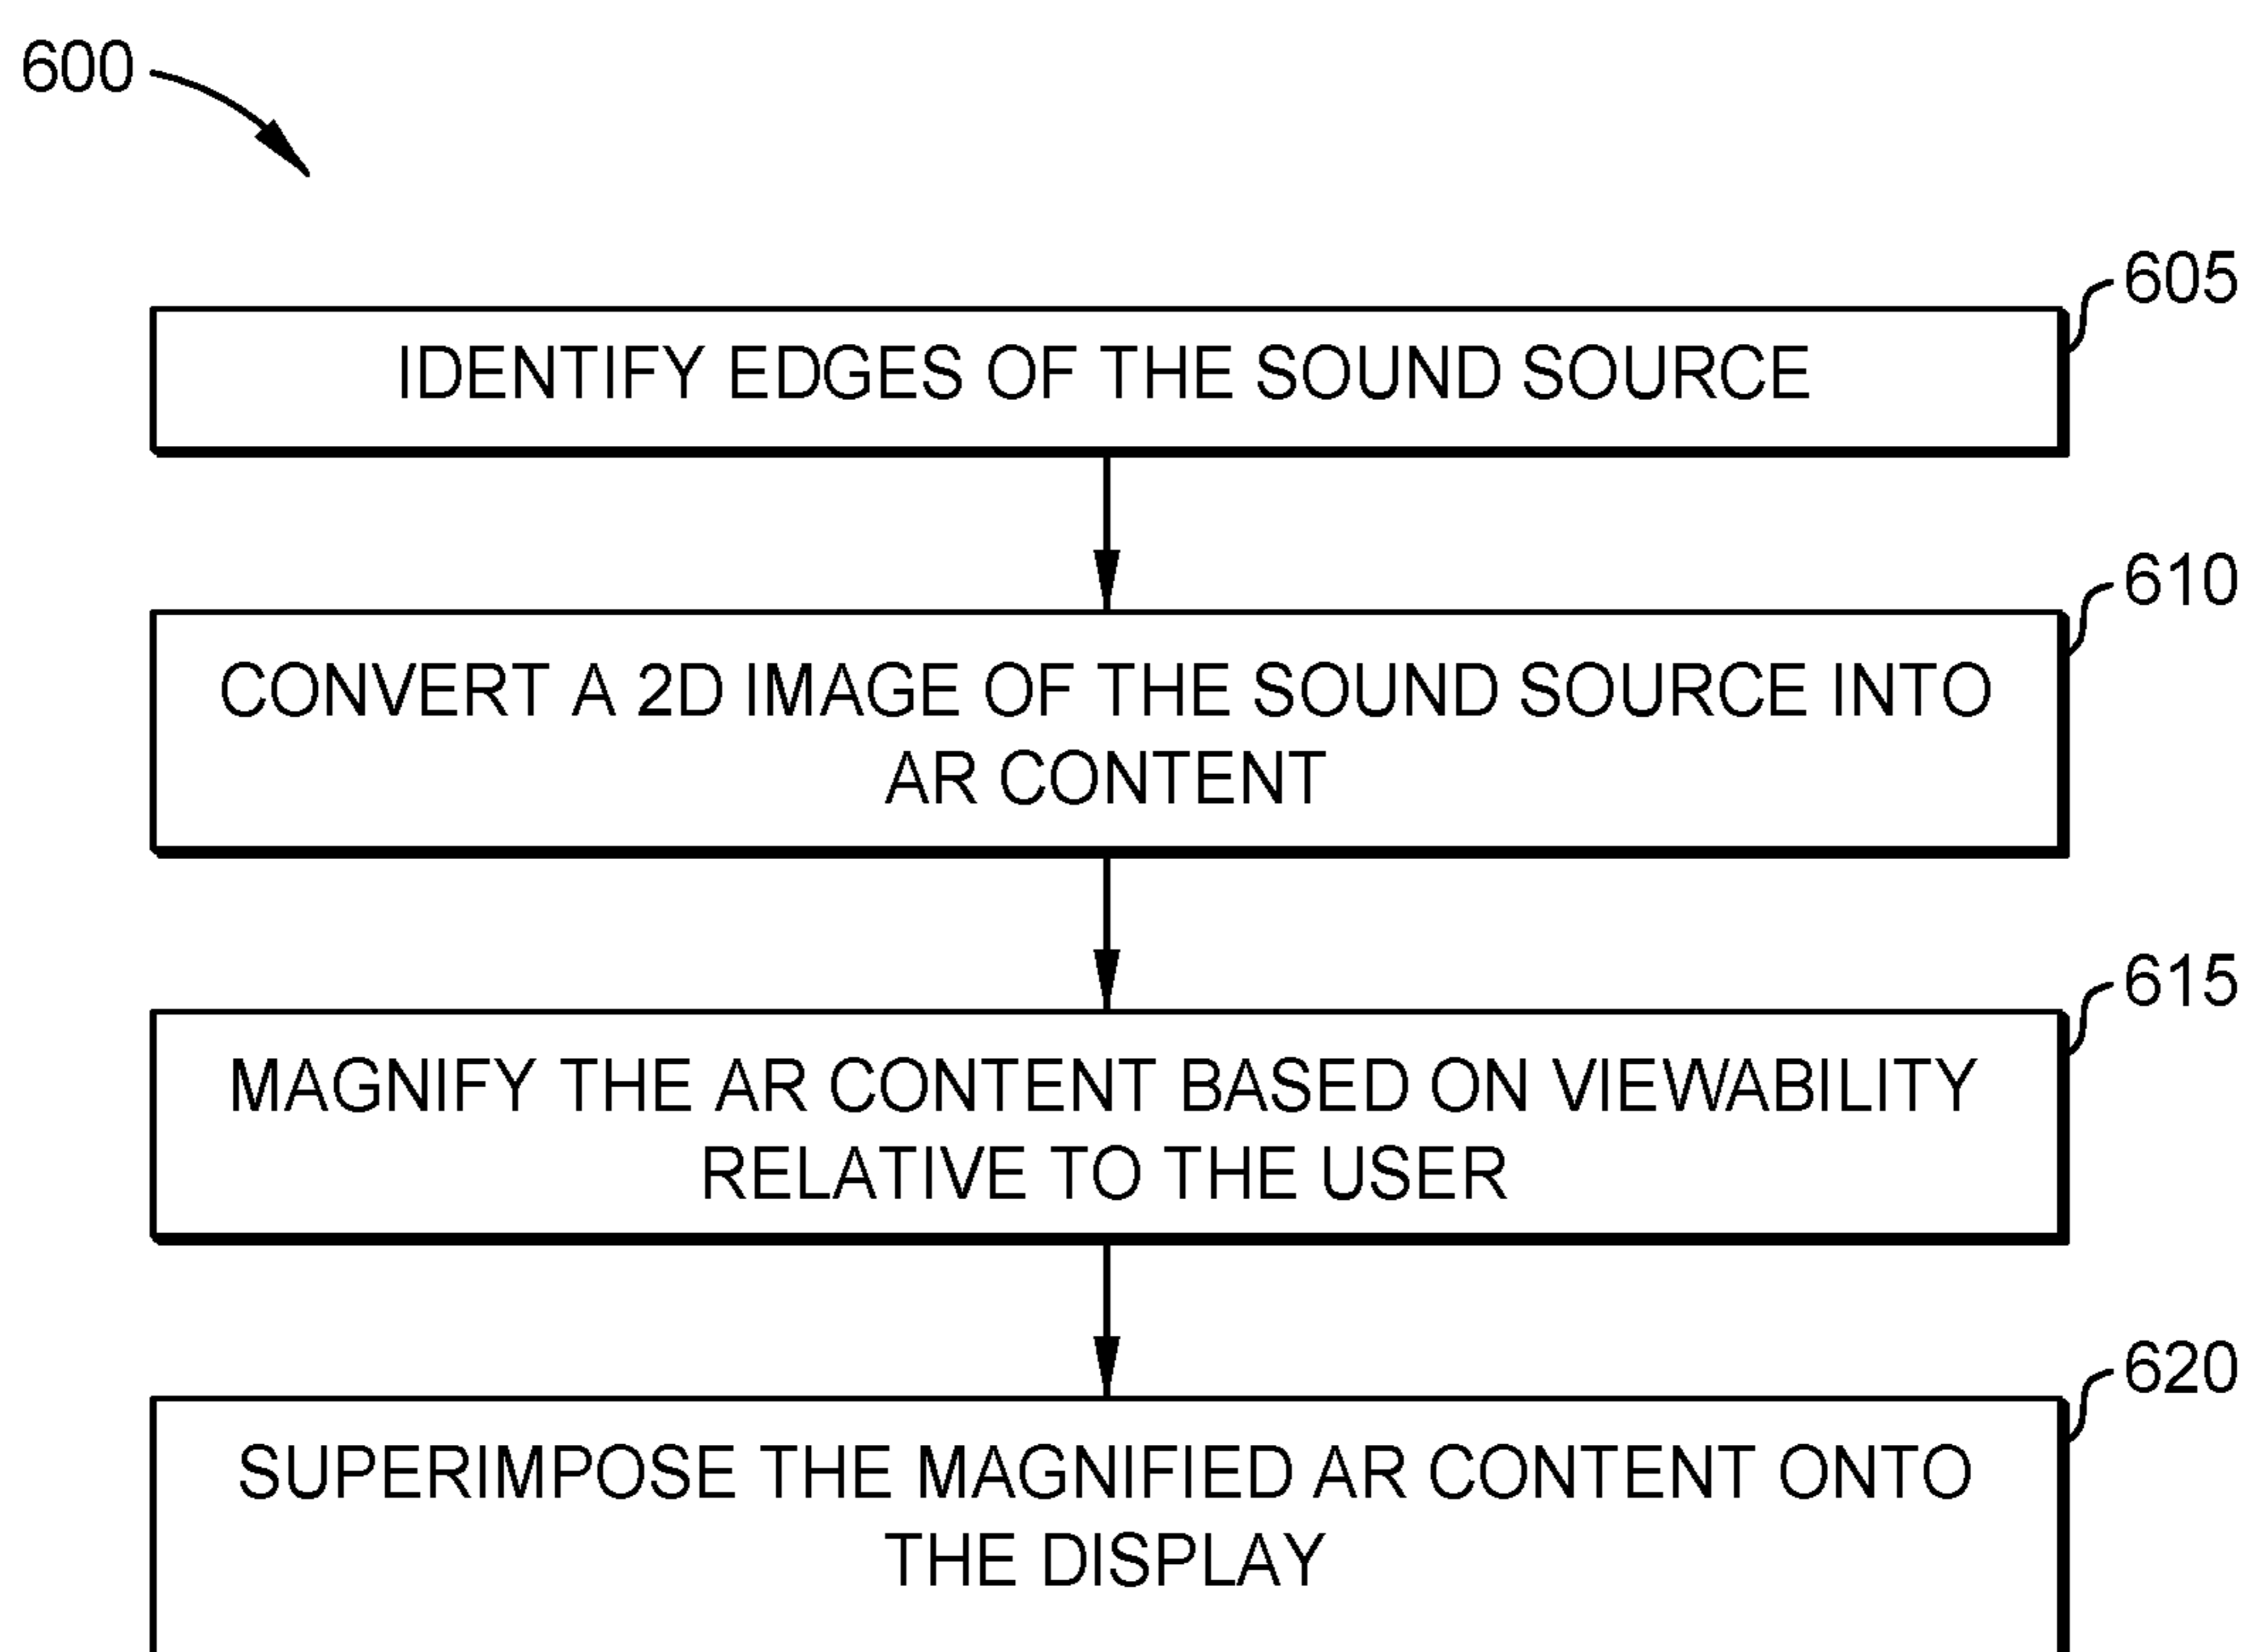 600
605
IDENTIFY EDGES OF THE SOUND SOURCE
610
CONVERT A 2D IMAGE OF THE SOUND SOURCE INTO
AR CONTENT
615
MAGNIFY THE AR CONTENT BASED ON VIEWABILITY
RELATIVE TO THE USER
620
SUPERIMPOSE THE MAGNIFIED AR CONTENT ONTO
THE DISPLAY